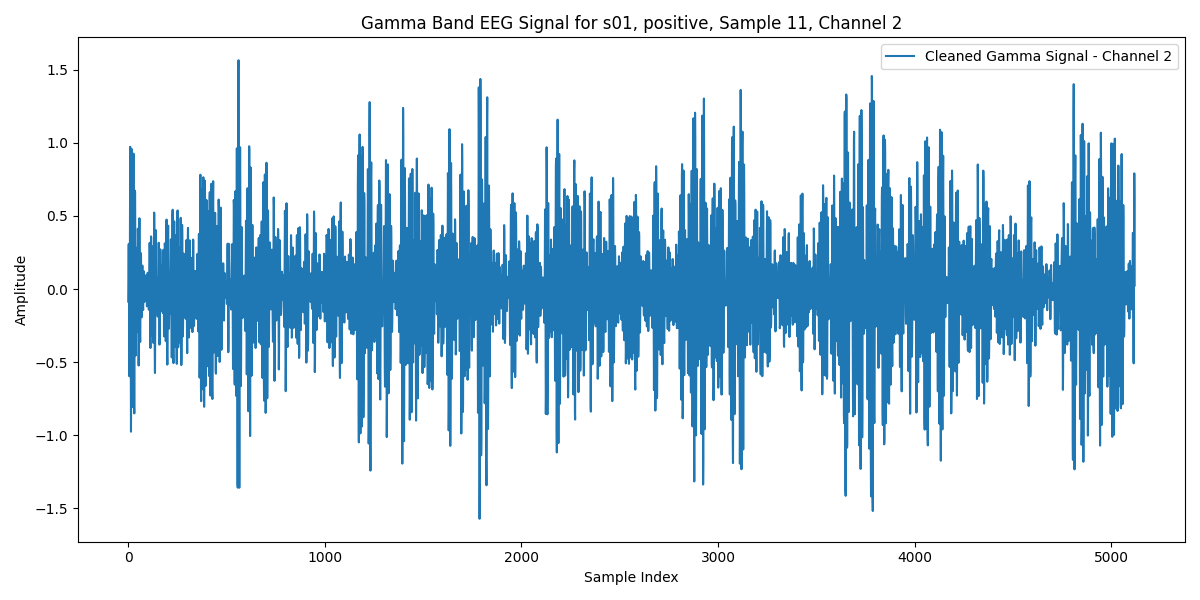 Gamma Band EEG Signal for s01, positive, Sample 11, Channel 2
Cleaned Gamma Signal - Channel 2
1.5
1.0
0.5
0.0
−0.5
−1.0
−1.5
Amplitude
0 1000 2000 3000 4000 5000
Sample Index